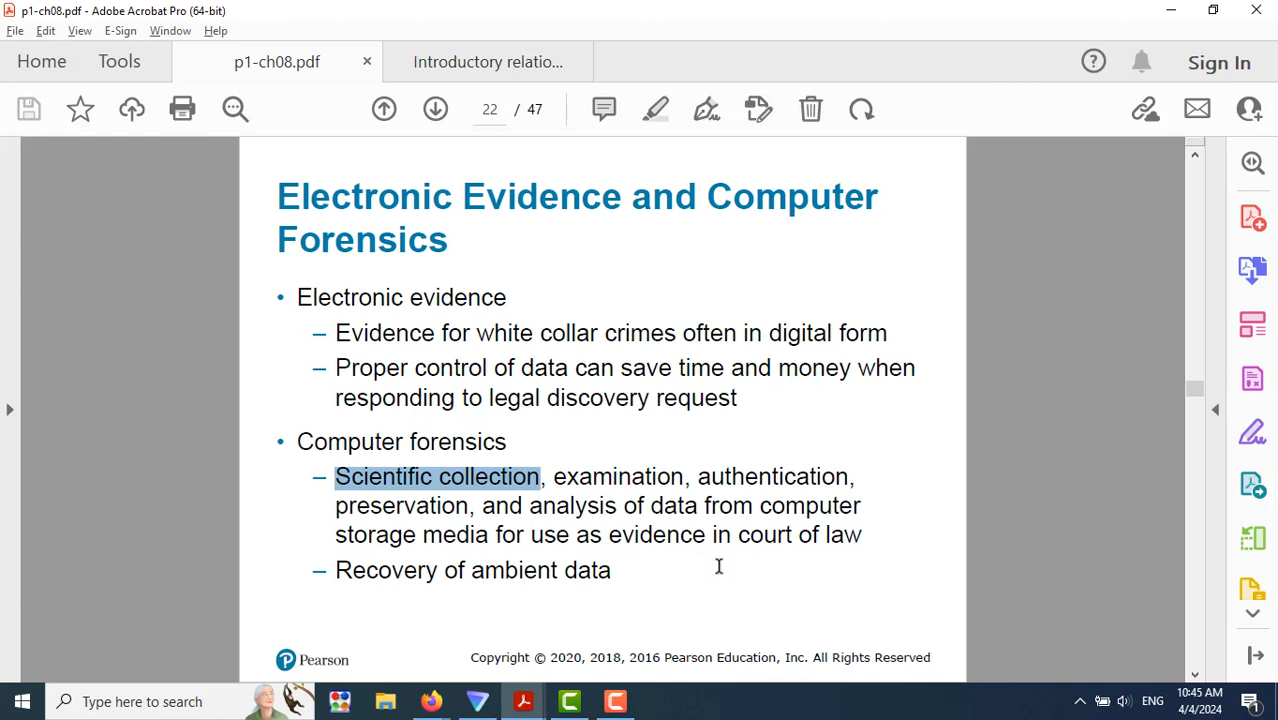 p1-ch08.pdf - Adobe Acrobat Pro (64-bit)
File Edit View E-Sign Window Help
Home Tools p1-ch08.pdf × Introductory relatio... Sign In
22 / 47
Electronic Evidence and Computer
Forensics
• Electronic evidence
– Evidence for white collar crimes often in digital form
– Proper control of data can save time and money when
responding to legal discovery request
• Computer forensics
– Scientific collection, examination, authentication,
preservation, and analysis of data from computer
storage media for use as evidence in court of law
– Recovery of ambient data
Pearson Copyright © 2020, 2018, 2016 Pearson Education, Inc. All Rights Reserved
Type here to search ENG 10:45 AM
4/4/2024 1